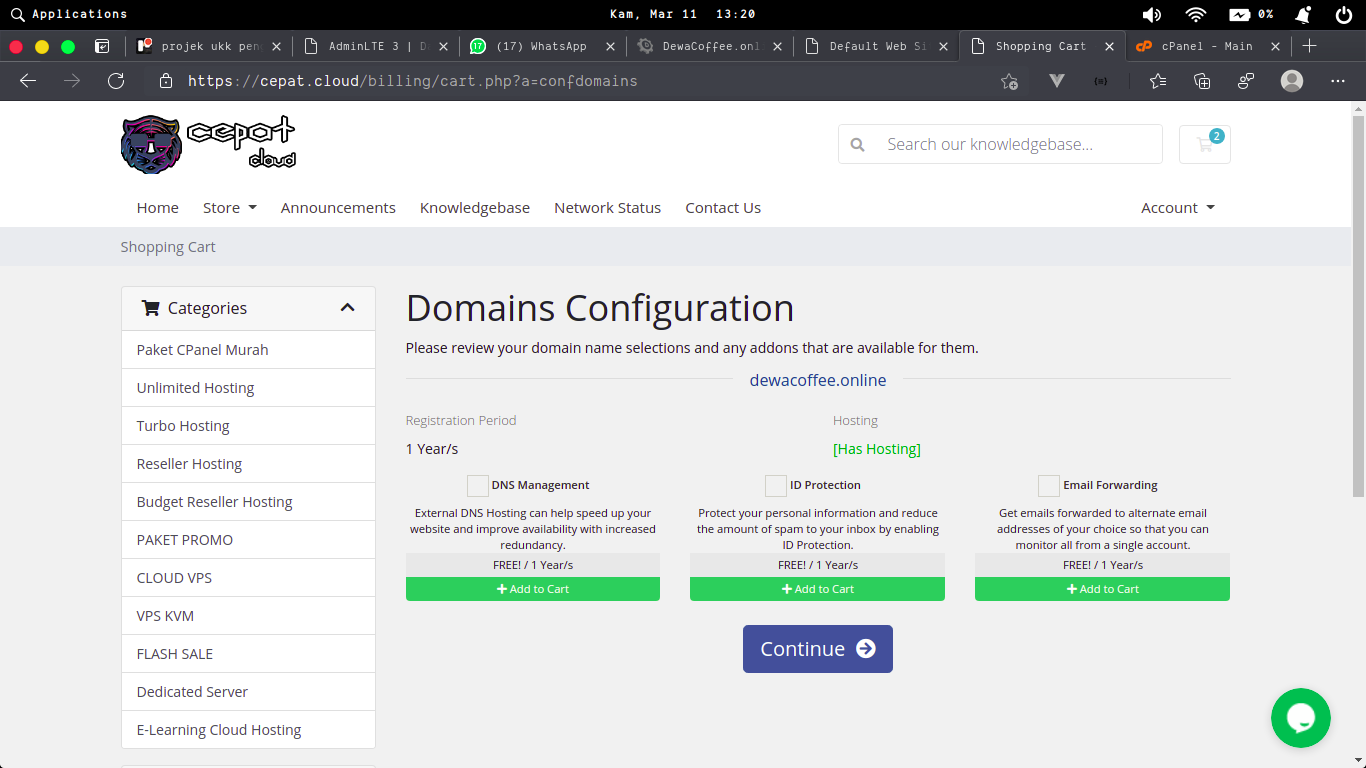 Applications
Kam, Mar 11 13:20
0%
projek ukk pen
AdminLTE 3 | D
(17) WhatsApp
DewaCoffee.onl
Default Web Si
Shopping Cart
cPanel - Main
https://cepat.cloud/billing/cart.php?a=confdomains
cepat
cloud
Search our knowledgebase...
2
Home
Store
Announcements
Knowledgebase
Network Status
Contact Us
Account
Shopping Cart
Categories
Paket CPanel Murah
Unlimited Hosting
Turbo Hosting
Reseller Hosting
Budget Reseller Hosting
PAKET PROMO
CLOUD VPS
VPS KVM
FLASH SALE
Dedicated Server
E-Learning Cloud Hosting
Domains Configuration
Please review your domain name selections and any addons that are available for them.
dewacoffee.online
Registration Period
1 Year/s
Hosting
[Has Hosting]
DNS Management
External DNS Hosting can help speed up your
website and improve availability with increased
redundancy.
FREE! / 1 Year/s
Add to Cart
ID Protection
Protect your personal information and reduce
the amount of spam to your inbox by enabling
ID Protection.
FREE! / 1 Year/s
Add to Cart
Email Forwarding
Get emails forwarded to alternate email
addresses of your choice so that you can
monitor all from a single account.
FREE! / 1 Year/s
Add to Cart
Continue